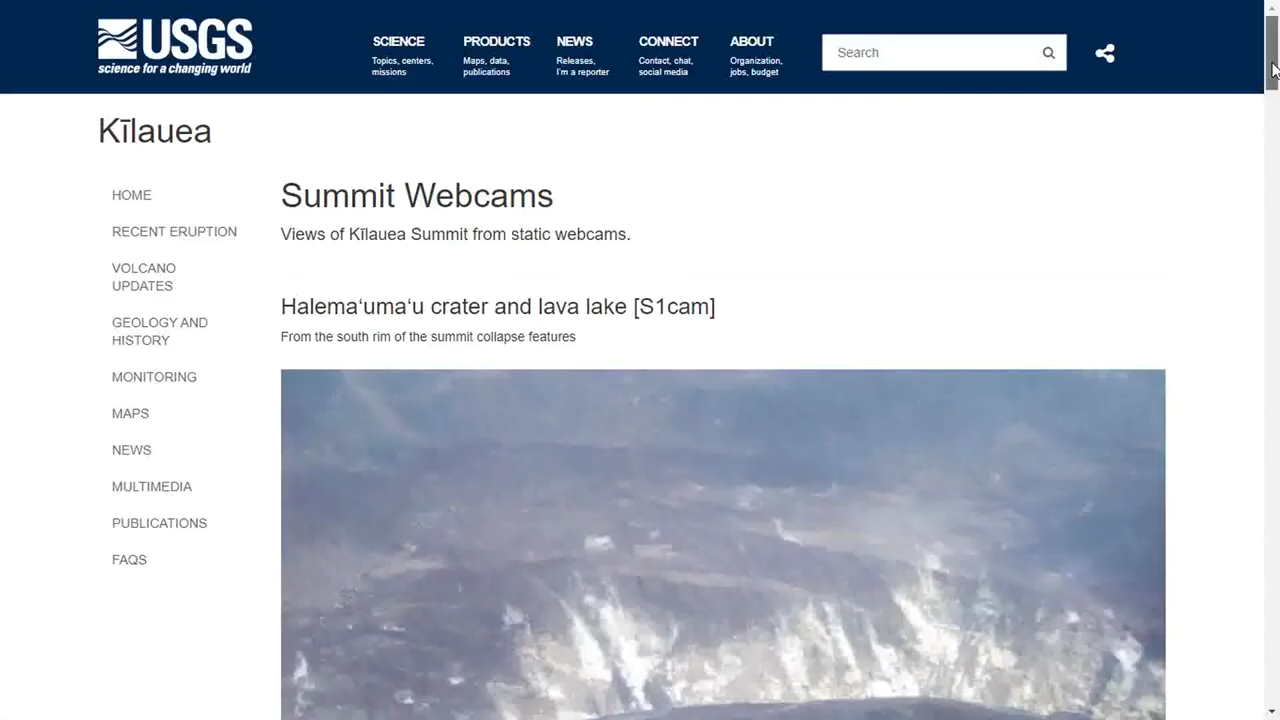 USGS
science for a changing world
SCIENCE
Topics, centers,
missions
PRODUCTS
Maps, data,
publications
NEWS
Releases,
I'm a reporter
CONNECT
Contact, chat,
social media
ABOUT
Organization,
jobs, budget
Search
Kīlauea
HOME
RECENT ERUPTION
VOLCANO
UPDATES
GEOLOGY AND
HISTORY
MONITORING
MAPS
NEWS
MULTIMEDIA
PUBLICATIONS
FAQS
Summit Webcams
Views of Kīlauea Summit from static webcams.
Halemaʻumaʻu crater and lava lake [S1cam]
From the south rim of the summit collapse features